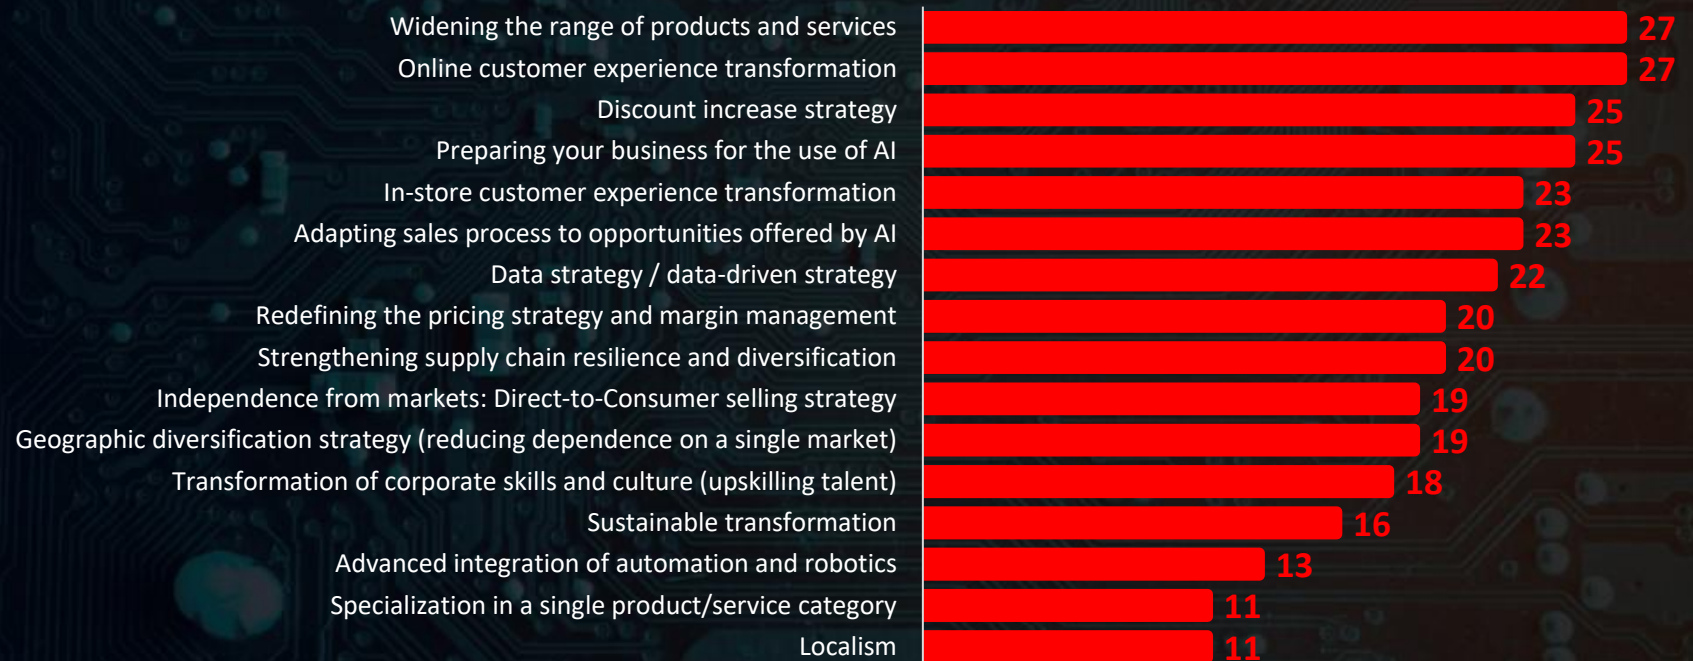 Widening the range of products and services 27
Online customer experience transformation 27
Discount increase strategy 25
Preparing your business for the use of AI 25
In-store customer experience transformation 23
Adapting sales process to opportunities offered by AI 23
Data strategy / data-driven strategy 22
Redefining the pricing strategy and margin management 20
Strengthening supply chain resilience and diversification 20
Independence from markets: Direct-to-Consumer selling strategy 19
Geographic diversification strategy (reducing dependence on a single market) 19
Transformation of corporate skills and culture (upskilling talent) 18
Sustainable transformation 16
Advanced integration of automation and robotics 13
Specialization in a single product/service category 11
Localism 11